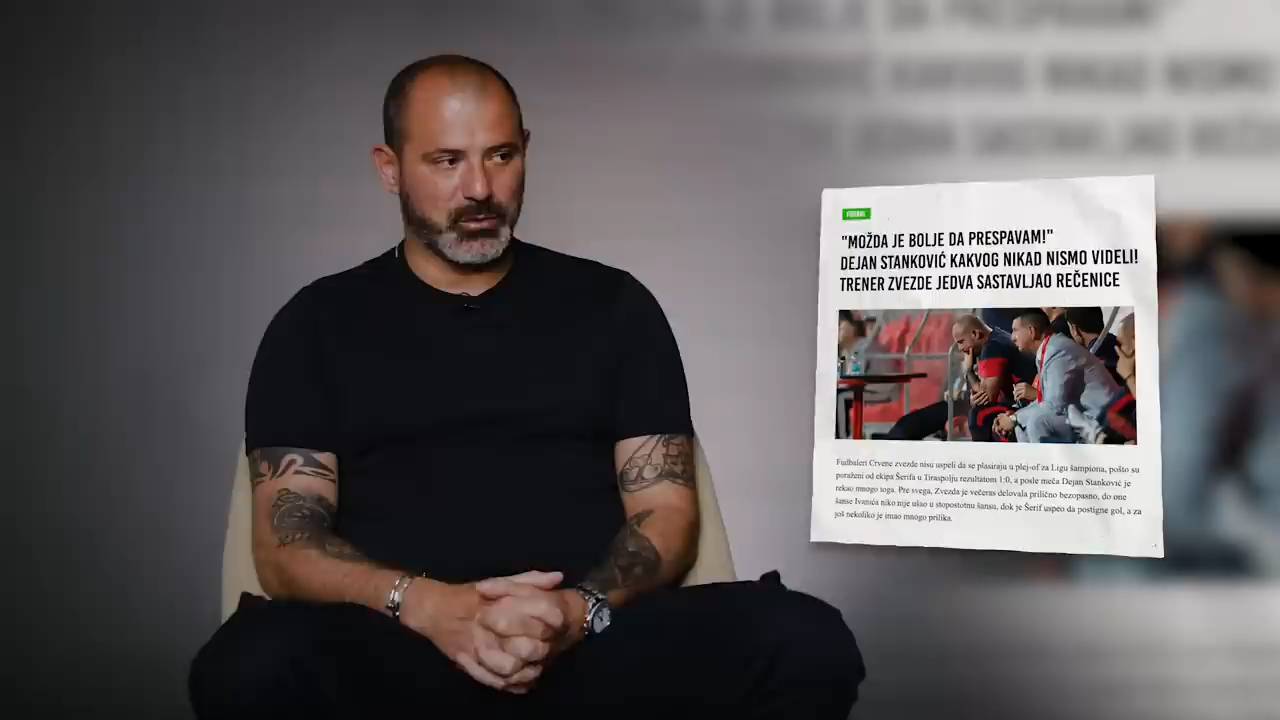 FUDBAL
"MOŽDA JE BOLJE DA PRESPAVAM!"
DEJAN STANKOVIĆ KAKVOG NIKAD NISMO VIDELI!
TRENER ZVEZDE JEDVA SASTAVLJAO REČENICE
Fudbaleri Crvene zvezde nisu uspeli da se plasiraju u plej-of za Ligu šampiona, pošto su
poraženi od ekipa Šerifa u Tiraspolju rezultatom 1:0, a posle meča Dejan Stanković je
rekao mnogo toga. Pre svega, Zvezda je večeras delovala prilično bezopasno, do one
šanse Ivanića niko nije ušao u stopostotnu šansu, dok je Šerif uspeo da postigne gol, a za
još nekoliko je imao mnogo prilika.